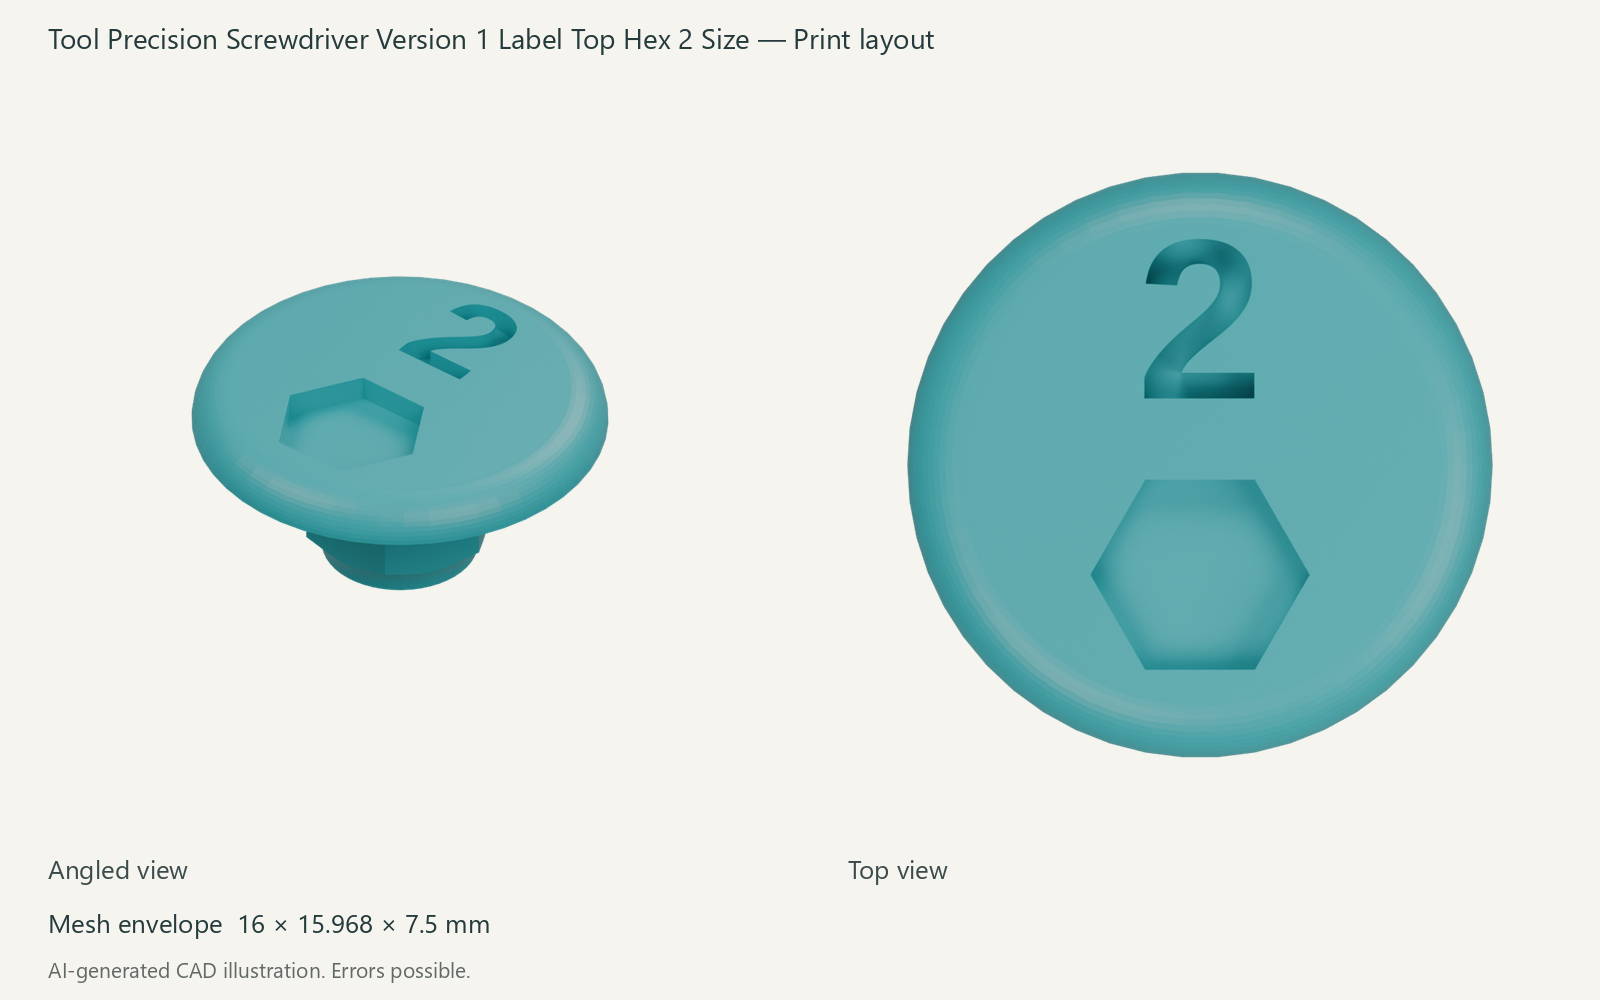 Tool Precision Screwdriver Version 1 Label Top Hex 2 Size — Print layout
2
2
Angled view
Top view
Mesh envelope 16 × 15.968 × 7.5 mm
AI-generated CAD illustration. Errors possible.